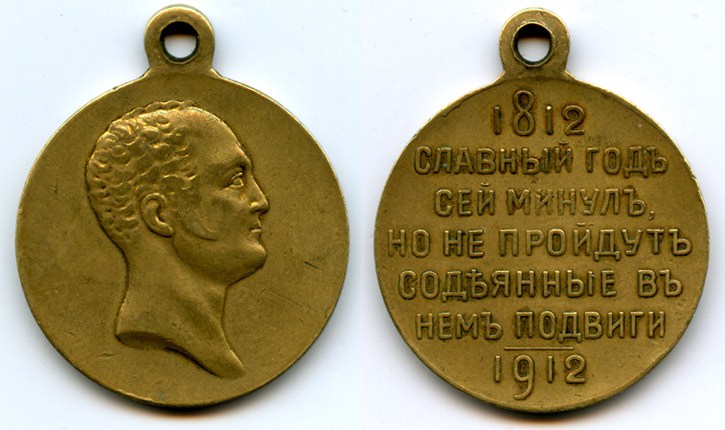 1812
СЛАВНЫЙ ГОДЪ
СЕЙ МИНУЛЪ,
НО НЕ ПРОЙДУТЪ
СОДѢЯННЫЕ ВЪ
НЕМЪ ПОДВИГИ
1912